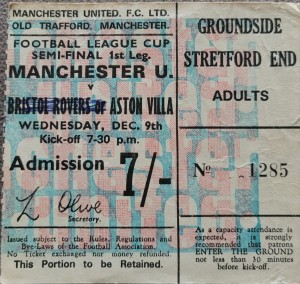 MANCHESTER UNITED. F.C. LTD.
OLD TRAFFORD, MANCHESTER.
FOOTBALL LEAGUE CUP
SEMI-FINAL 1st Leg.
MANCHESTER U.
v
BRISTOL ROVERS or ASTON VILLA
WEDNESDAY, DEC. 9th
Kick-off 7-30 p.m.
Admission 7/-
L Olive
Secretary.
Issued subject to the Rules, Regulations and
Bye-Laws of the Football Association.
No Ticket exchanged nor money refunded.
This Portion to be Retained.
GROUNDSIDE
STRETFORD END
ADULTS
No 1285
As a capacity attendance is
expected, it is strongly
recommended that patrons
ENTER THE GROUND
not less than 30 minutes
before kick-off.